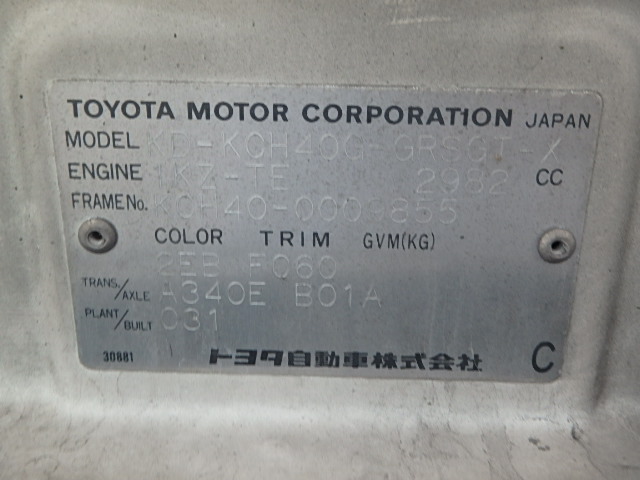 TOYOTA MOTOR CORPORATION JAPAN
MODEL KD-KCH40G-GRSGT-X
ENGINE 1KZ-TE 2982 CC
FRAME No. KCH40-0009855
COLOR TRIM GVM(KG)
2EB F060
TRANS./AXLE A340E B01A
PLANT/BUILT 031
30881 トヨタ自動車株式会社 C